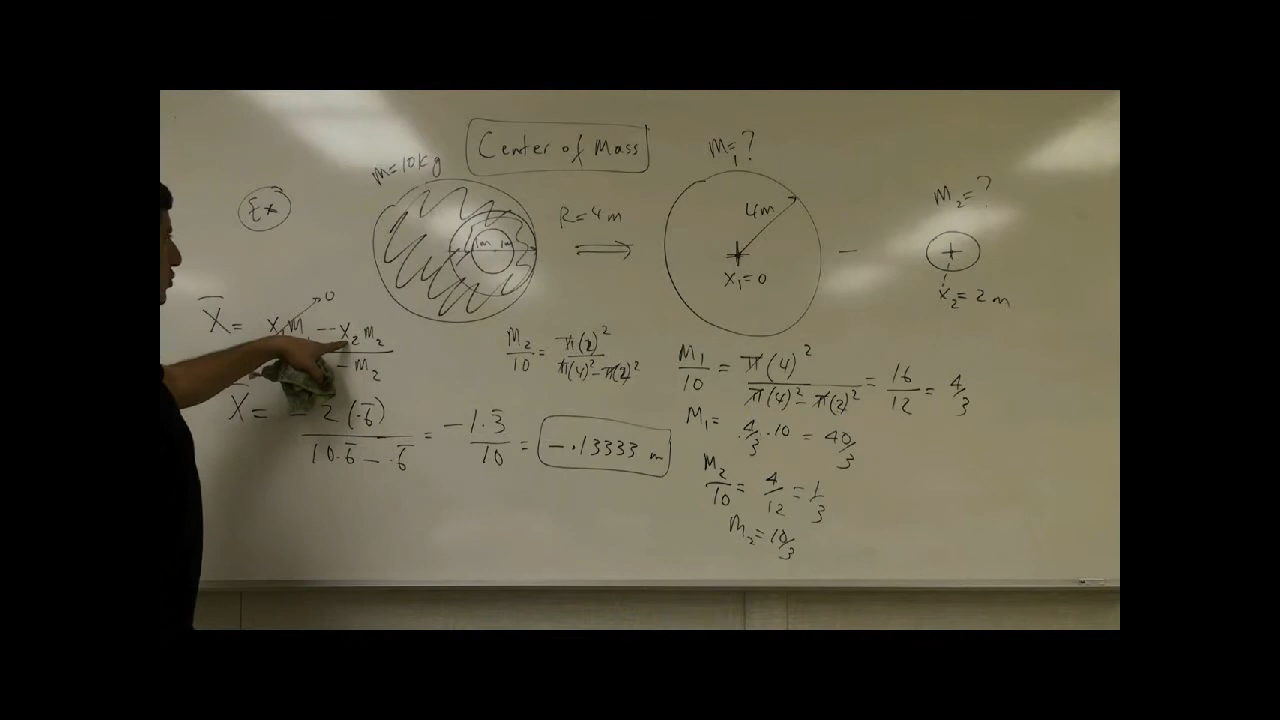 Center of Mass
Ex
m=10kg
R=4m
1m 1m
M₁=?
4m
X₁=0
−
M₂=?
X₂=2m
X̄ = X₁M₁ − X₂M₂
0
− M₂
X̄ = − 2(.6̄) / 10.6̄ − .6̄ = −1.3̄ / 10 = −.13333 m
M₂/10 = π(2)² / π(4)² − π(2)²
M₁/10 = π(4)² / π(4)² − π(2)² = 16/12 = 4/3
M₁ = 4/3 · 10 = 40/3
M₂/10 = 4/12 = 1/3
M₂ = 10/3